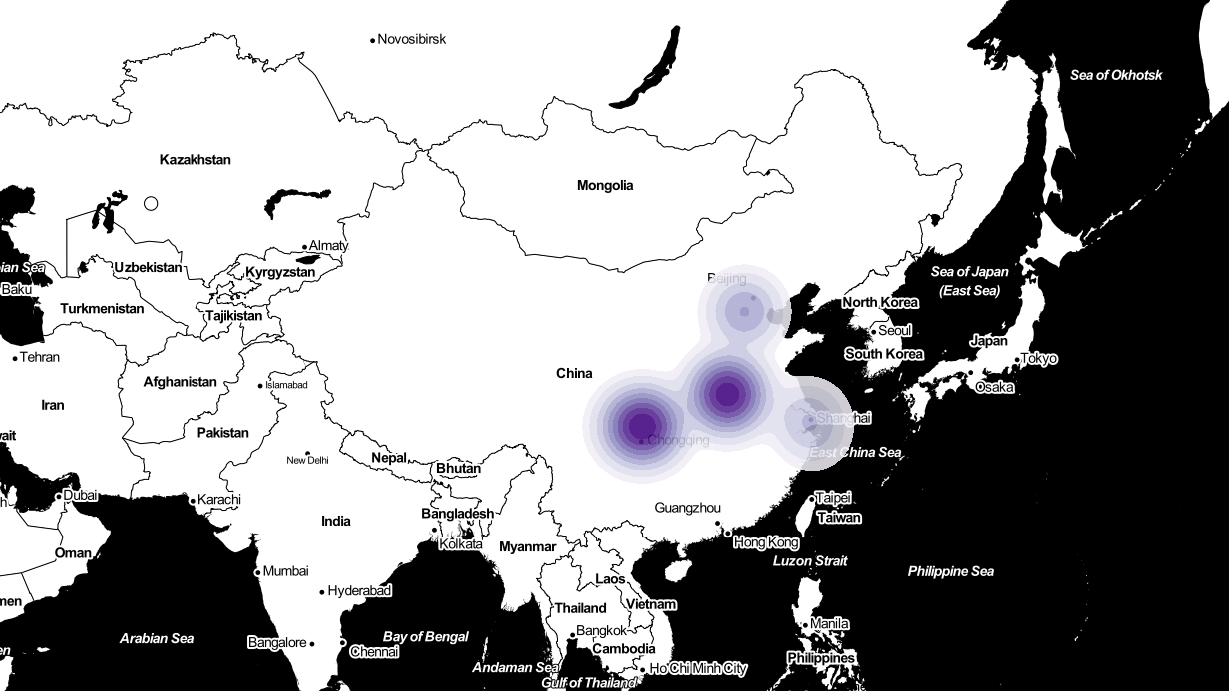 Novosibirsk
Sea of Okhotsk
Kazakhstan
Mongolia
Almaty
Uzbekistan
Kyrgyzstan
ian Sea
Baku
Beijing
Sea of Japan
(East Sea)
Turkmenistan
Tajikistan
North Korea
Seoul
South Korea
Japan
Tokyo
Tehran
China
Afghanistan
Islamabad
Osaka
Iran
Pakistan
Shanghai
Chongqing
East China Sea
ait
New Delhi
Nepal
Bhutan
Dubai
Karachi
Taipei
Taiwan
Guangzhou
Bangladesh
India
Kolkata
Hong Kong
Myanmar
Oman
Luzon Strait
Philippine Sea
Mumbai
Laos
Hyderabad
men
Thailand
Vietnam
Manila
Bangkok
Arabian Sea
Bay of Bengal
Bangalore
Chennai
Cambodia
en
Philippines
Andaman Sea
Ho Chi Minh City
Gulf of Thailand